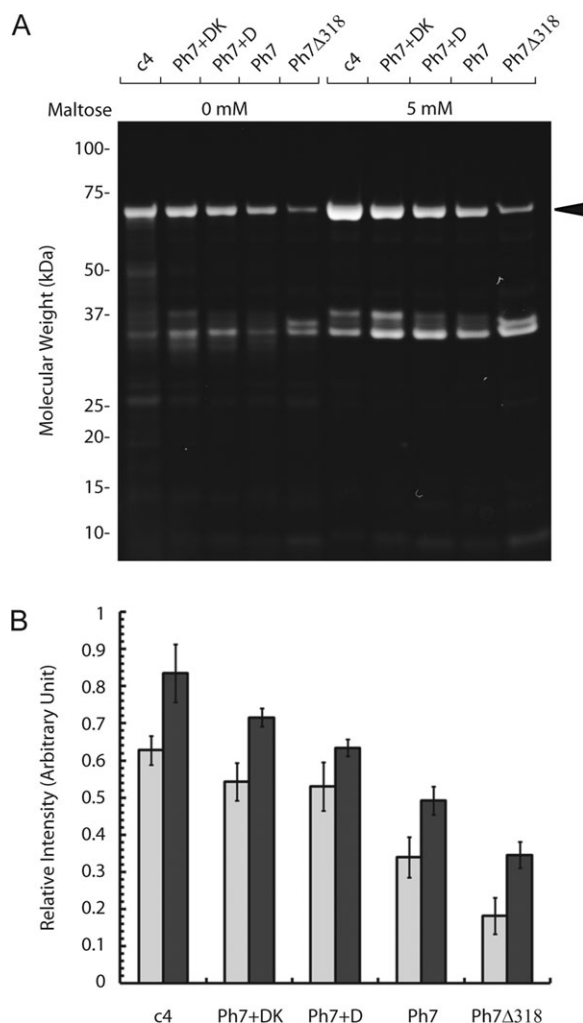 A
c4 Ph7+DK Ph7+D Ph7 Ph7Δ318 c4 Ph7+DK Ph7+D Ph7 Ph7Δ318
Maltose 0 mM 5 mM
Molecular Weight (kDa)
100-
75-
50-
37-
25-
20-
15-
10-
B
Relative Intensity (Arbitrary Unit)
1
0.9
0.8
0.7
0.6
0.5
0.4
0.3
0.2
0.1
0
c4 Ph7+DK Ph7+D Ph7 Ph7Δ318